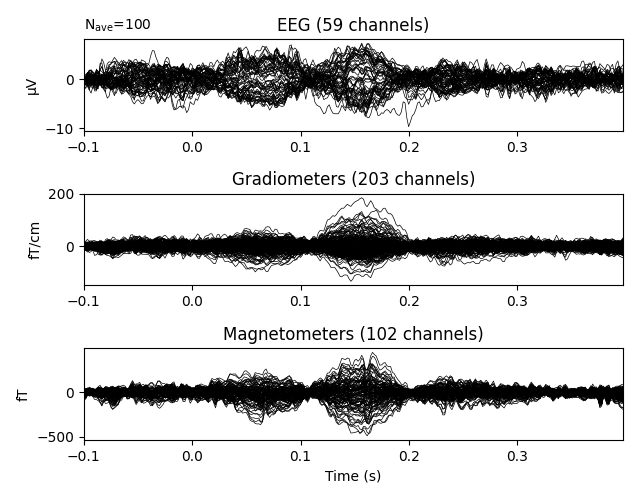 Nave=100
EEG (59 channels)
µV
0
−10
−0.1 0.0 0.1 0.2 0.3
Gradiometers (203 channels)
fT/cm
200
0
−0.1 0.0 0.1 0.2 0.3
Magnetometers (102 channels)
fT
0
−500
−0.1 0.0 0.1 0.2 0.3
Time (s)